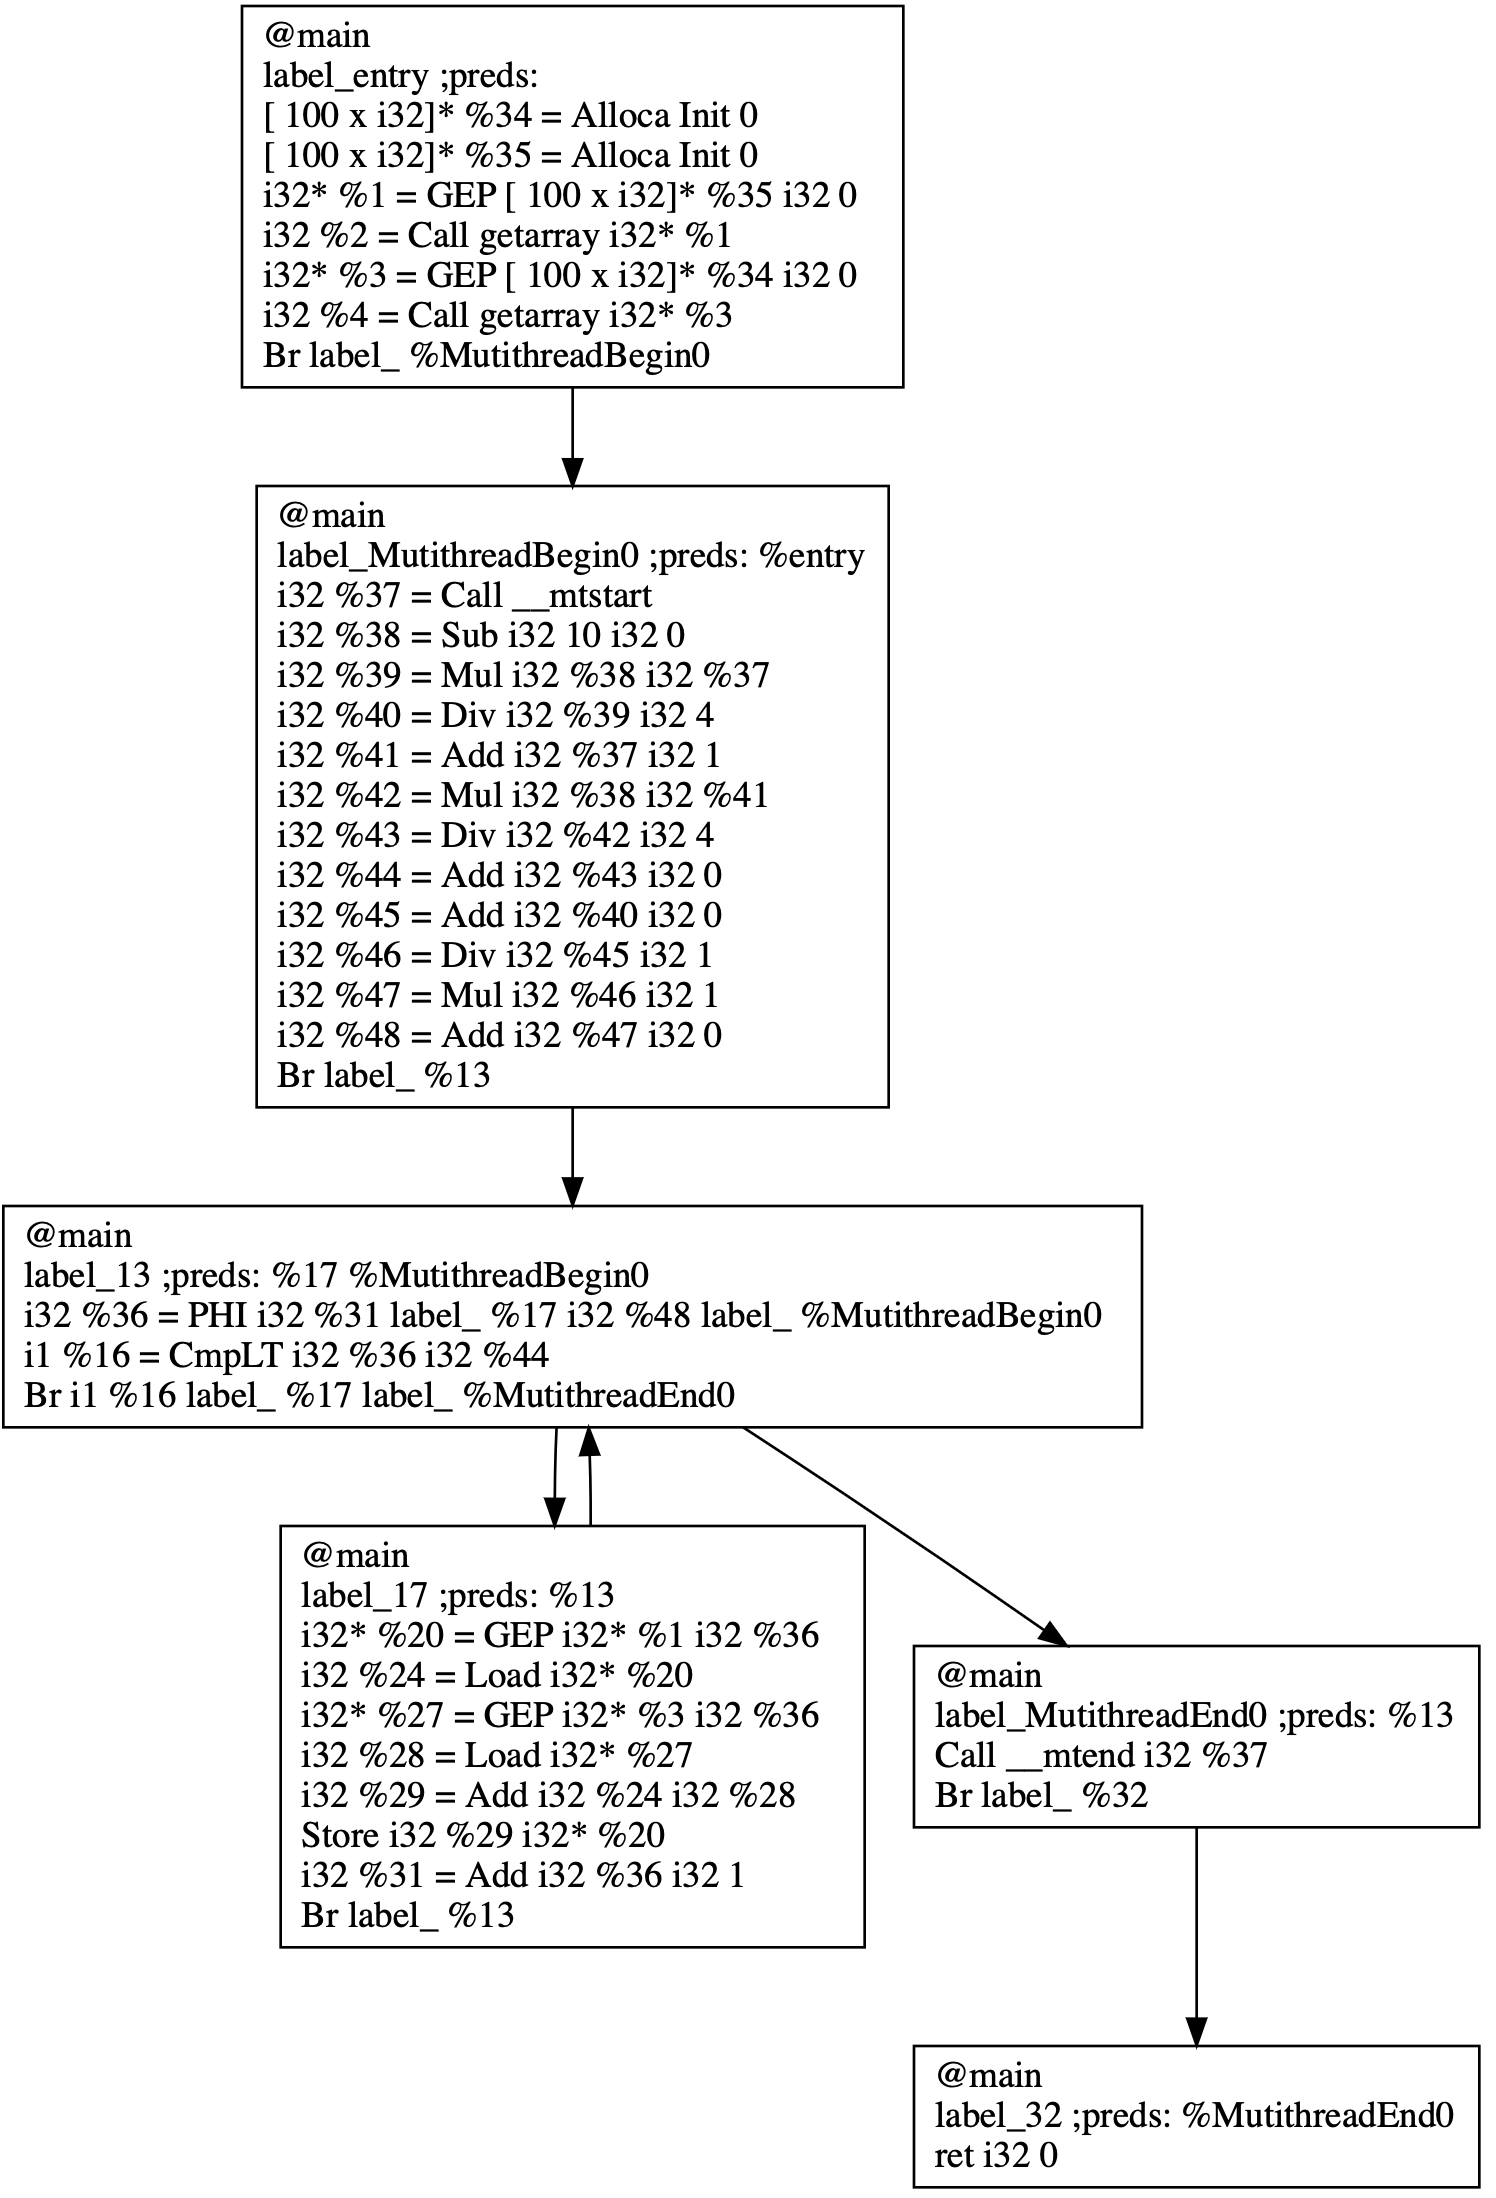 @main
label_entry ;preds:
[ 100 x i32]* %34 = Alloca Init 0
[ 100 x i32]* %35 = Alloca Init 0
i32* %1 = GEP [ 100 x i32]* %35 i32 0
i32 %2 = Call getarray i32* %1
i32* %3 = GEP [ 100 x i32]* %34 i32 0
i32 %4 = Call getarray i32* %3
Br label_ %MutithreadBegin0
@main
label_MutithreadBegin0 ;preds: %entry
i32 %37 = Call __mtstart
i32 %38 = Sub i32 10 i32 0
i32 %39 = Mul i32 %38 i32 %37
i32 %40 = Div i32 %39 i32 4
i32 %41 = Add i32 %37 i32 1
i32 %42 = Mul i32 %38 i32 %41
i32 %43 = Div i32 %42 i32 4
i32 %44 = Add i32 %43 i32 0
i32 %45 = Add i32 %40 i32 0
i32 %46 = Div i32 %45 i32 1
i32 %47 = Mul i32 %46 i32 1
i32 %48 = Add i32 %47 i32 0
Br label_ %13
@main
label_13 ;preds: %17 %MutithreadBegin0
i32 %36 = PHI i32 %31 label_ %17 i32 %48 label_ %MutithreadBegin0
i1 %16 = CmpLT i32 %36 i32 %44
Br i1 %16 label_ %17 label_ %MutithreadEnd0
@main
label_17 ;preds: %13
i32* %20 = GEP i32* %1 i32 %36
i32 %24 = Load i32* %20
i32* %27 = GEP i32* %3 i32 %36
i32 %28 = Load i32* %27
i32 %29 = Add i32 %24 i32 %28
Store i32 %29 i32* %20
i32 %31 = Add i32 %36 i32 1
Br label_ %13
@main
label_MutithreadEnd0 ;preds: %13
Call __mtend i32 %37
Br label_ %32
@main
label_32 ;preds: %MutithreadEnd0
ret i32 0